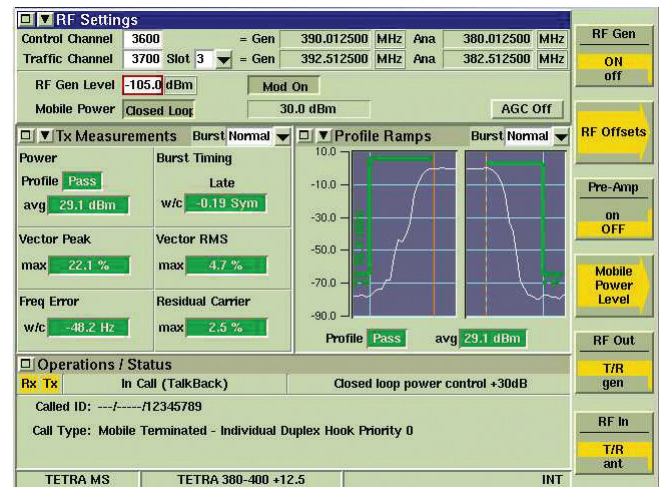 RF Settings
Control Channel 3600 = Gen 390.012500 MHz Ana 380.012500 MHz
Traffic Channel 3700 Slot 3 = Gen 392.512500 MHz Ana 382.512500 MHz
RF Gen Level -105.0 dBm Mod On
Mobile Power Closed Loop 30.0 dBm AGC Off
Tx Measurements Burst Normal
Power Burst Timing
Profile Pass Late
avg 29.1 dBm w/c -0.19 Sym
Vector Peak Vector RMS
max 22.1 % max 4.7 %
Freq Error Residual Carrier
w/c -48.2 Hz max 2.5 %
Profile Ramps Burst Normal
10.0
-10.0
-30.0
-50.0
-70.0
-90.0
Profile Pass avg 29.1 dBm
Operations / Status
Rx Tx In Call (TalkBack) Closed loop power control +30dB
Called ID: ---/-----/12345789
Call Type: Mobile Terminated - Individual Duplex Hook Priority 0
TETRA MS TETRA 380-400 +12.5 INT
RF Gen
ON
off
RF Offsets
Pre-Amp
on
OFF
Mobile
Power
Level
RF Out
T/R
gen
RF In
T/R
ant